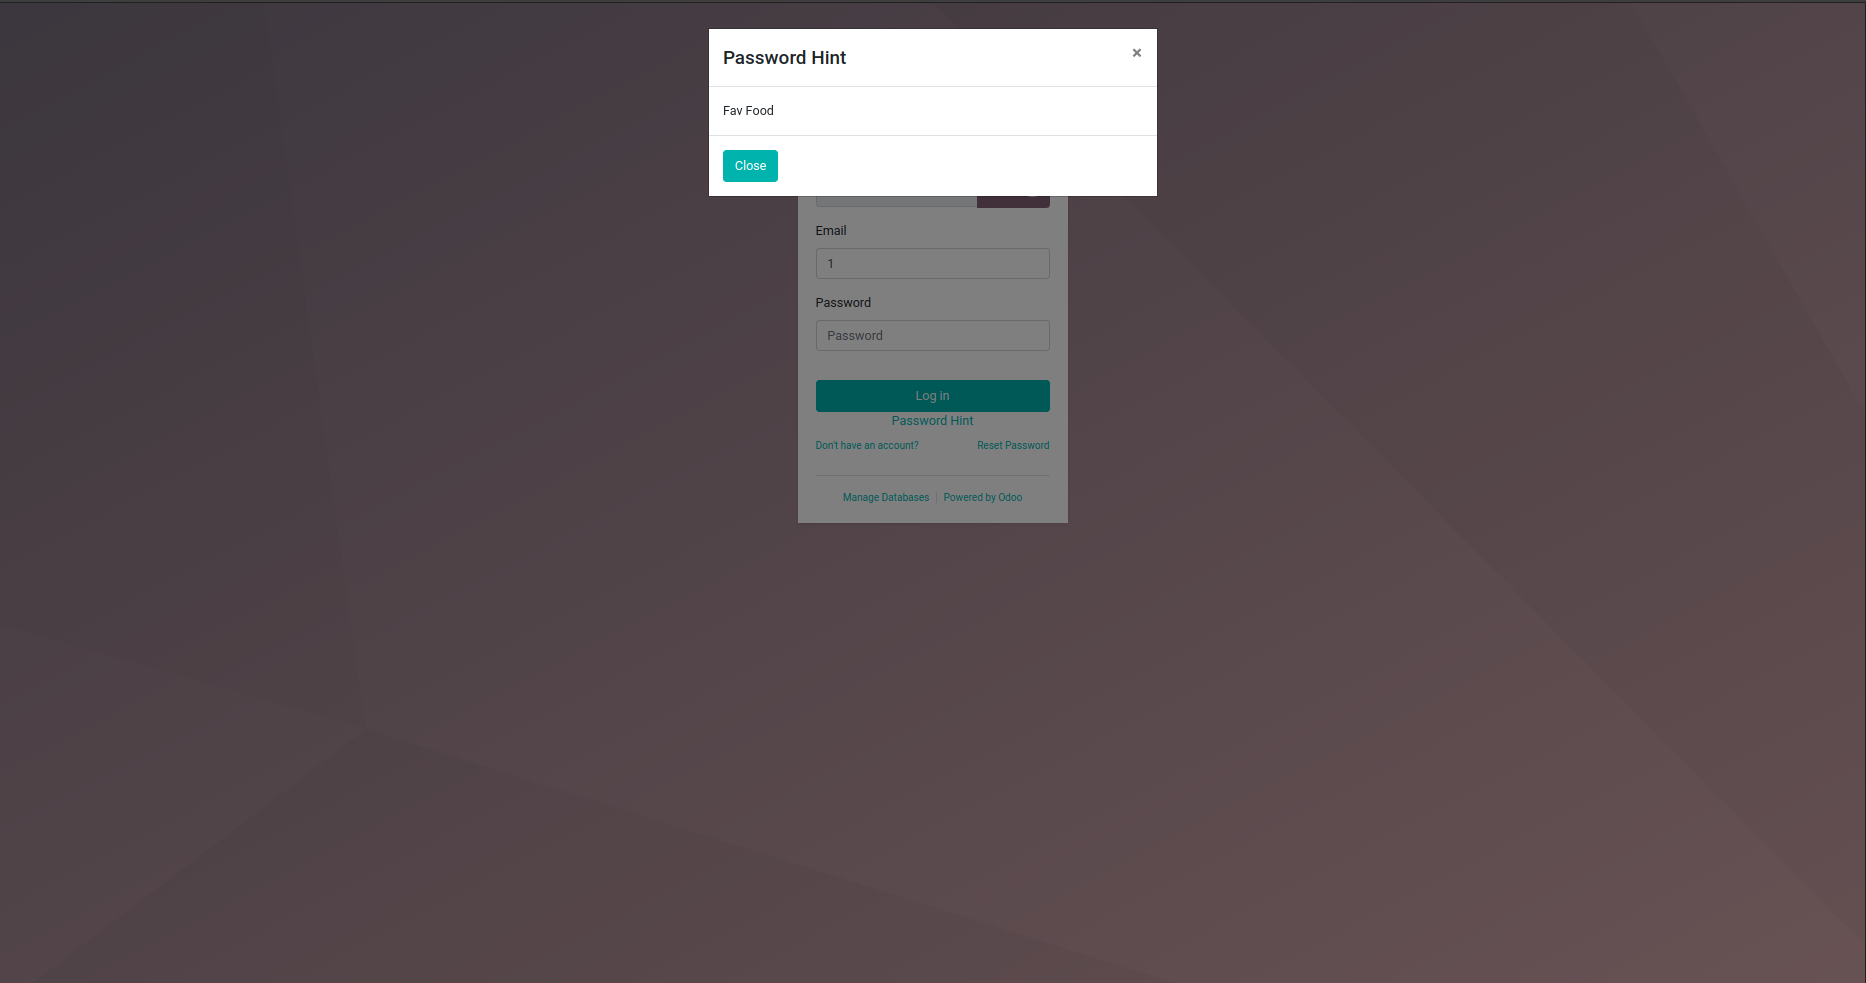 Password Hint
×
Fav Food
Close
Email
1
Password
Password
Log in
Password Hint
Don't have an account? Reset Password
Manage Databases | Powered by Odoo